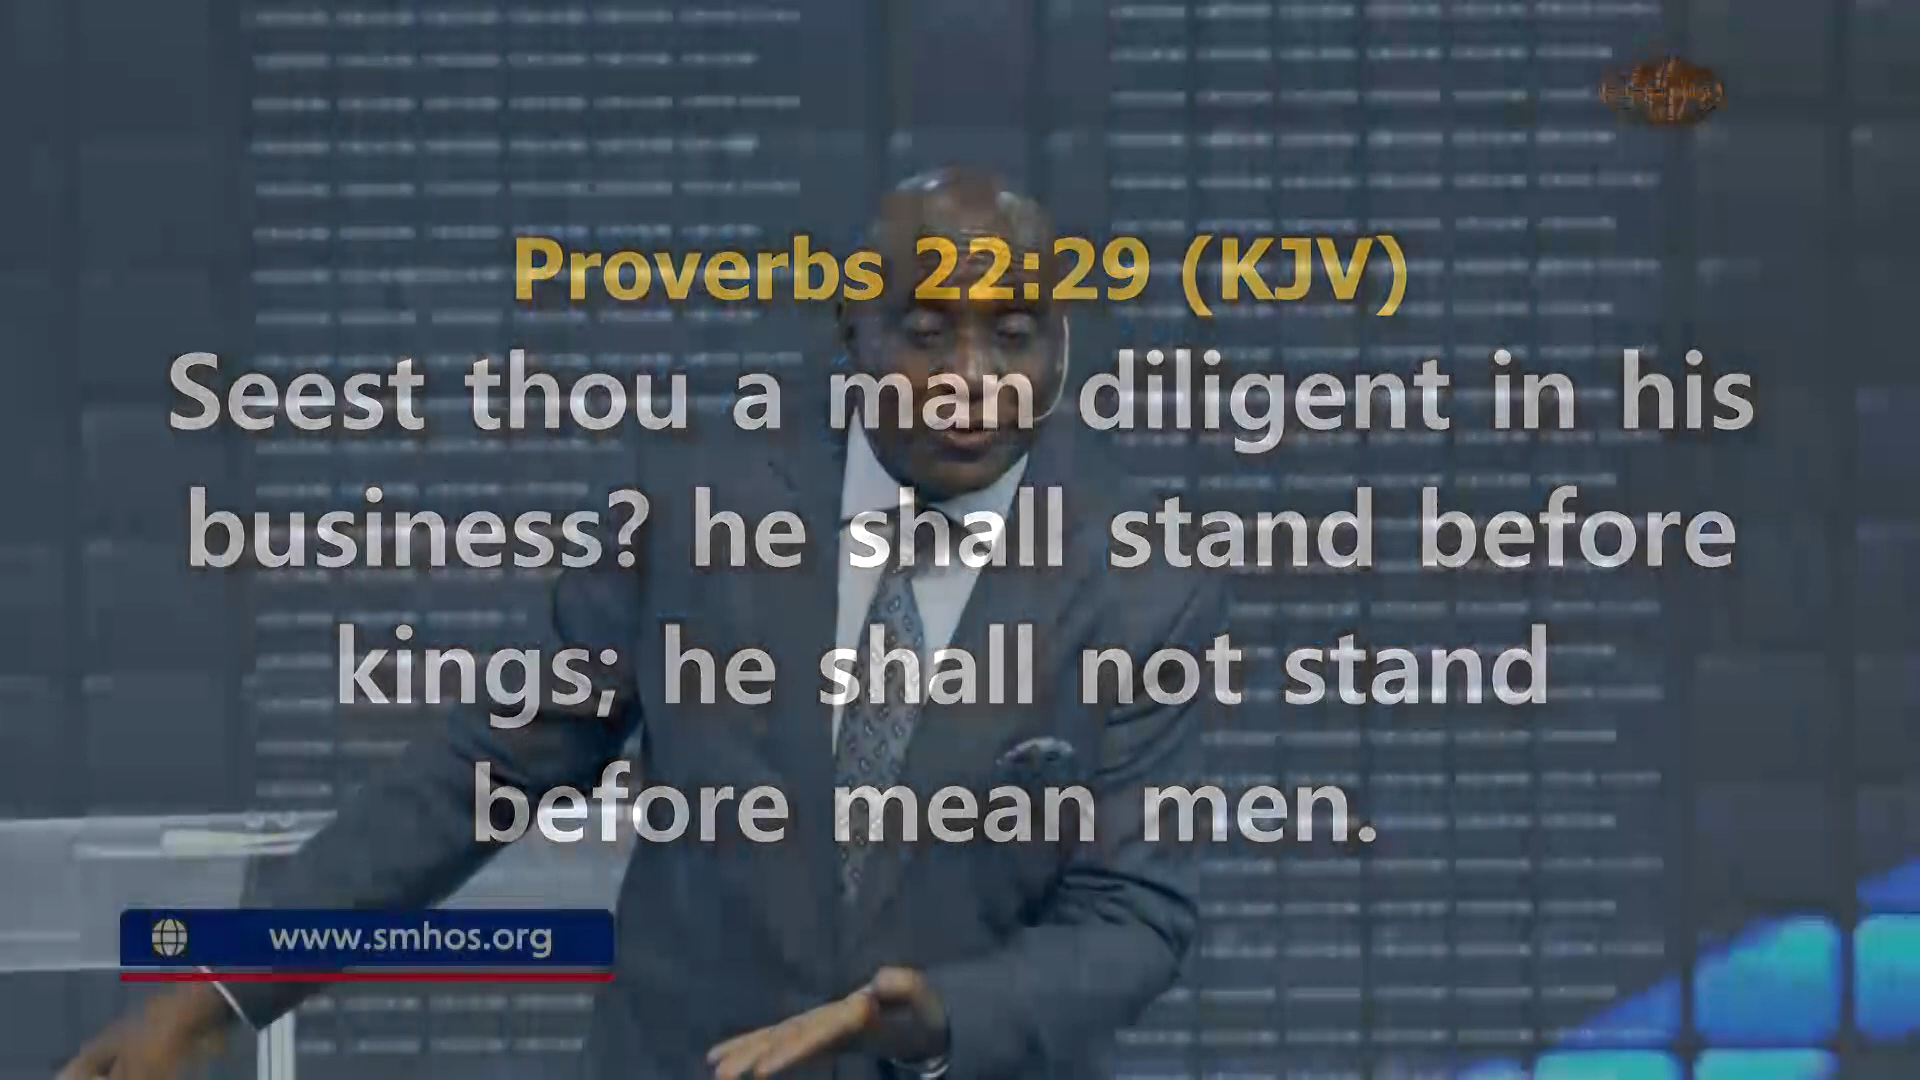 Proverbs 22:29 (KJV)
Seest thou a man diligent in his
business? he shall stand before
kings; he shall not stand
before mean men.
www.smhos.org